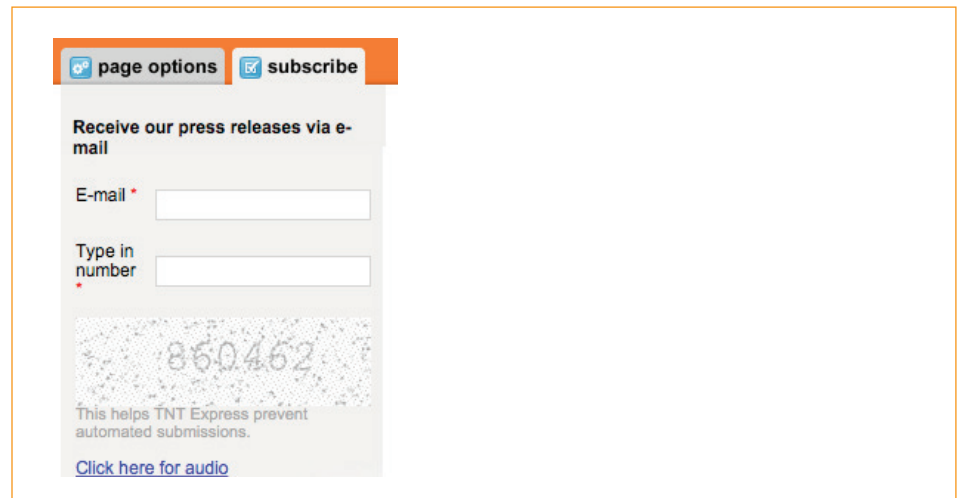 page options subscribe
Receive our press releases via e-
mail
E-mail *
Type in
number
*
860462
This helps TNT Express prevent
automated submissions.
Click here for audio